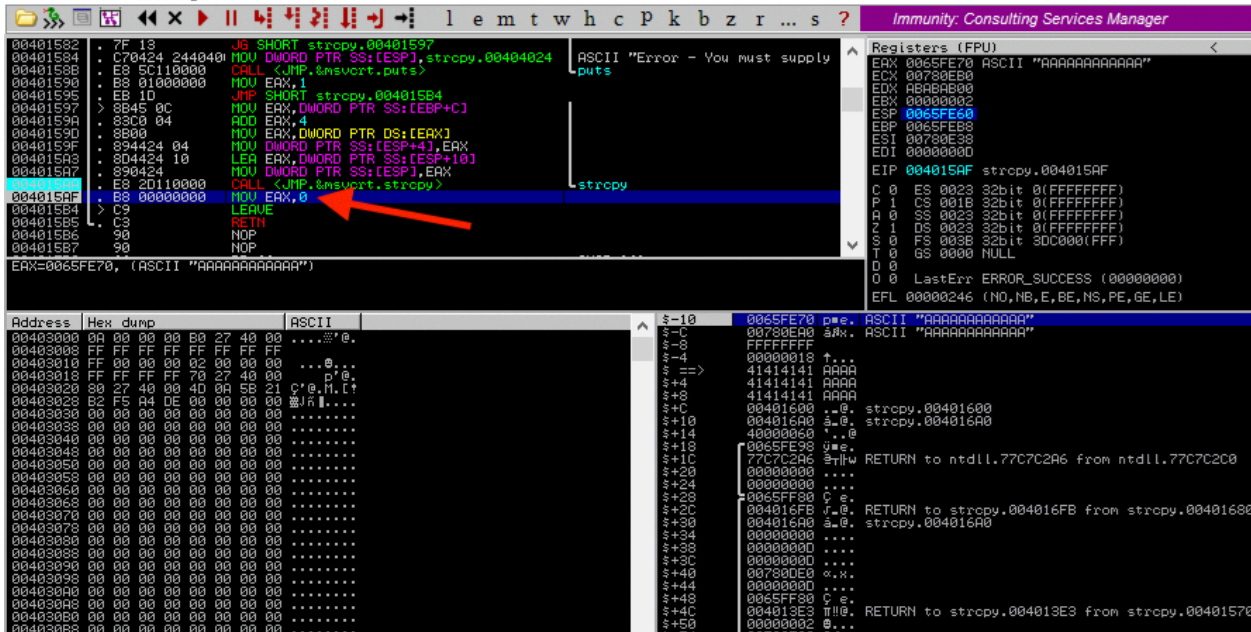 l e m t w h c P k b z r ... s ? Immunity: Consulting Services Manager
00401582 . 7F 13 JG SHORT strcpy.00401597
00401584 . C70424 244040 MOV DWORD PTR SS:[ESP],strcpy.00404024 ASCII "Error - You must supply
0040158B . E8 5C110000 CALL <JMP.&msvcrt.puts> puts
00401590 . B8 01000000 MOV EAX,1
00401595 . EB 1D JMP SHORT strcpy.004015B4
00401597 > 8B45 0C MOV EAX,DWORD PTR SS:[EBP+C]
0040159A . 83C0 04 ADD EAX,4
0040159D . 8B00 MOV EAX,DWORD PTR DS:[EAX]
0040159F . 894424 04 MOV DWORD PTR SS:[ESP+4],EAX
004015A3 . 8D4424 10 LEA EAX,DWORD PTR SS:[ESP+10]
004015A7 . 890424 MOV DWORD PTR SS:[ESP],EAX
004015AA . E8 2D110000 CALL <JMP.&msvcrt.strcpy> strcpy
004015AF . B8 00000000 MOV EAX,0
004015B4 > C9 LEAVE
004015B5 . C3 RETN
004015B6 90 NOP
004015B7 90 NOP
EAX=0065FE70, (ASCII "AAAAAAAAAAAA")
Registers (FPU) <
EAX 0065FE70 ASCII "AAAAAAAAAAAA"
ECX 00780EB0
EDX ABABAB00
EBX 00000002
ESP 0065FE60
EBP 0065FEB8
ESI 00780E38
EDI 0000000D
EIP 004015AF strcpy.004015AF
C 0 ES 0023 32bit 0(FFFFFFFF)
P 1 CS 001B 32bit 0(FFFFFFFF)
A 0 SS 0023 32bit 0(FFFFFFFF)
Z 1 DS 0023 32bit 0(FFFFFFFF)
S 0 FS 003B 32bit 3DC000(FFF)
T 0 GS 0000 NULL
D 0
O 0 LastErr ERROR_SUCCESS (00000000)
EFL 00000246 (NO,NB,E,BE,NS,PE,GE,LE)
Address Hex dump ASCII
00403000 0A 00 00 00 B0 27 40 00
00403008 FF FF FF FF FF FF FF FF
00403010 FF 00 00 00 02 00 00 00
00403018 FF FF FF FF 70 27 40 00 p'@.
00403020 80 27 40 00 4D 0A 5B 21 Ç'@.M.[!
00403028 B2 F5 A4 DE 00 00 00 00
00403030 00 00 00 00 00 00 00 00 ........
00403038 00 00 00 00 00 00 00 00 ........
00403040 00 00 00 00 00 00 00 00 ........
00403048 00 00 00 00 00 00 00 00 ........
00403050 00 00 00 00 00 00 00 00 ........
00403058 00 00 00 00 00 00 00 00 ........
00403060 00 00 00 00 00 00 00 00 ........
00403068 00 00 00 00 00 00 00 00 ........
00403070 00 00 00 00 00 00 00 00 ........
00403078 00 00 00 00 00 00 00 00 ........
00403080 00 00 00 00 00 00 00 00 ........
00403088 00 00 00 00 00 00 00 00 ........
00403090 00 00 00 00 00 00 00 00 ........
00403098 00 00 00 00 00 00 00 00 ........
004030A0 00 00 00 00 00 00 00 00 ........
004030A8 00 00 00 00 00 00 00 00 ........
004030B0 00 00 00 00 00 00 00 00 ........
004030B8 00 00 00 00 00 00 00 00 ........
$-10 0065FE70 p■e. ASCII "AAAAAAAAAAAA"
$-C 00780EA0 ASCII "AAAAAAAAAAAA"
$-8 FFFFFFFF
$-4 00000018 ↑...
$ ==> 41414141 AAAA
$+4 41414141 AAAA
$+8 41414141 AAAA
$+C 00401600 strcpy.00401600
$+10 004016A0 strcpy.004016A0
$+14 40000060 `..@
$+18 0065FE98 ÿ■e.
$+1C 77C7C2A6 RETURN to ntdll.77C7C2A6 from ntdll.77C7C2C0
$+20 00000000 ....
$+24 00000000 ....
$+28 0065FF80 Ç e.
$+2C 004016FB RETURN to strcpy.004016FB from strcpy.00401680
$+30 004016A0 strcpy.004016A0
$+34 00000000 ....
$+38 0000000D ....
$+3C 0000000D ....
$+40 00780DE0 α.x.
$+44 0000000D ....
$+48 0065FF80 Ç e.
$+4C 004013E3 RETURN to strcpy.004013E3 from strcpy.00401570
$+50 00000002